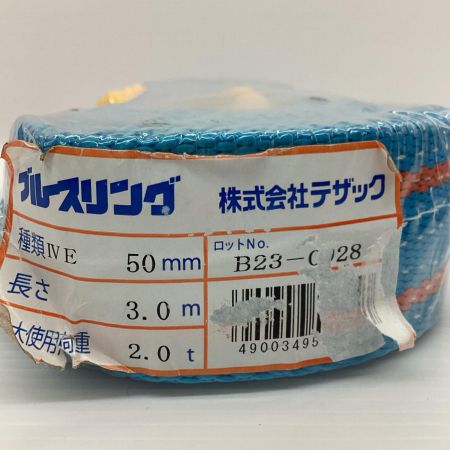 ブルースリング 株式会社テザック
種類ⅣE 50mm
ロットNo.
B23-0028
長さ 3.0m
大使用荷重 2.0t
49003495